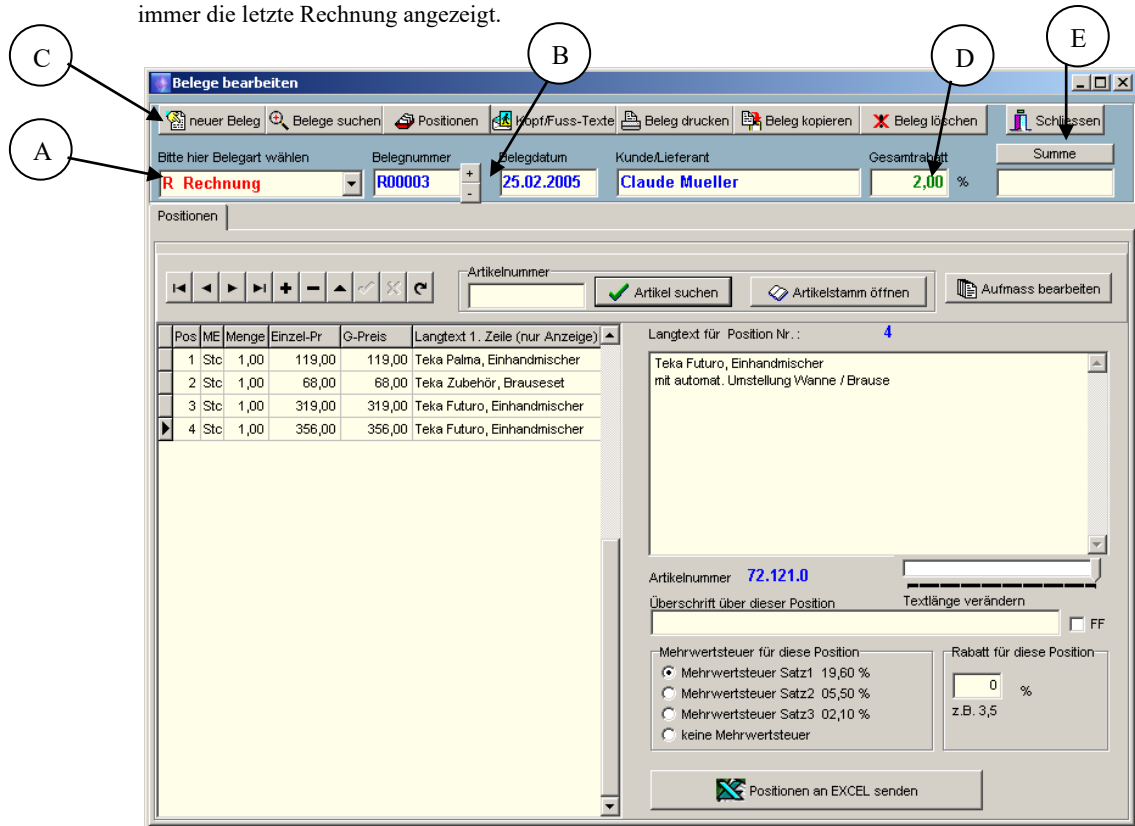 immer die letzte Rechnung angezeigt.
C
B
D
E
A
Belege bearbeiten
neuer Beleg Belege suchen Positionen Kopf/Fuss-Texte Beleg drucken Beleg kopieren Beleg löschen Schliessen
Bitte hier Belegart wählen Belegnummer Belegdatum Kunde/Lieferant Gesamtrabatt Summe
R Rechnung R00003 + - 25.02.2005 Claude Mueller 2,00 %
Positionen
Artikelnummer
Artikel suchen Artikelstamm öffnen Aufmass bearbeiten
Pos ME Menge Einzel-Pr G-Preis Langtext 1. Zeile (nur Anzeige)
1 Stc 1,00 119,00 119,00 Teka Palma, Einhandmischer
2 Stc 1,00 68,00 68,00 Teka Zubehör, Brauseset
3 Stc 1,00 319,00 319,00 Teka Futuro, Einhandmischer
4 Stc 1,00 356,00 356,00 Teka Futuro, Einhandmischer
Langtext für Position Nr.: 4
Teka Futuro, Einhandmischer
mit automat. Umstellung Wanne / Brause
Artikelnummer 72.121.0
Überschrift über dieser Position Textlänge verändern
FF
Mehrwertsteuer für diese Position
Mehrwertsteuer Satz1 19,60 %
Mehrwertsteuer Satz2 05,50 %
Mehrwertsteuer Satz3 02,10 %
keine Mehrwertsteuer
Rabatt für diese Position
0 %
z.B. 3,5
Positionen an EXCEL senden